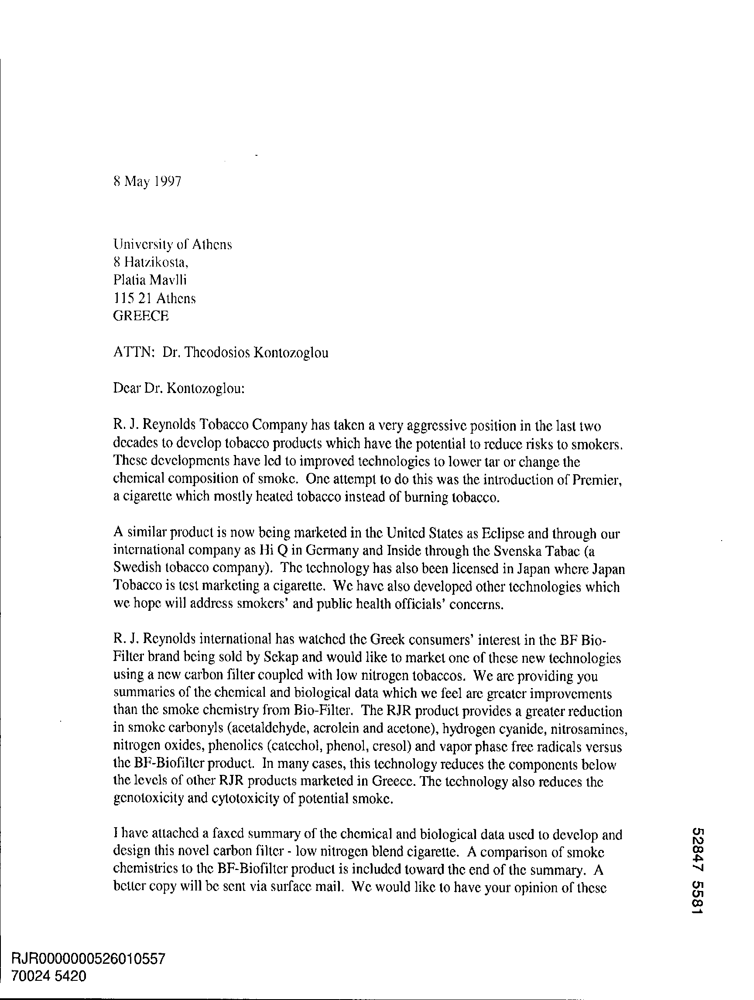 8 May 1997
University of Athens
8 Hatzikosta,
Platia Mavlli
115 21 Athens
GREECE
ATTN: Dr. Theodosios Kontozoglou
Dear Dr. Kontozoglou:
R. J. Reynolds Tobacco Company has taken a very aggressive position in the last two
decades to develop tobacco products which have the potential to reduce risks to smokers.
These developments have led to improved technologies to lower tar or change the
chemical composition of smoke. One attempt to do this was the introduction of Premier,
a cigarette which mostly heated tobacco instead of burning tobacco.
A similar product is now being marketed in the United States as Eclipse and through our
international company as Hi Q in Germany and Inside through the Svenska Tabac (a
Swedish tobacco company). The technology has also been licensed in Japan where Japan
Tobacco is test marketing a cigarette. We have also developed other technologies which
we hope will address smokers' and public health officials' concerns.
R. J. Reynolds international has watched the Greek consumers' interest in the BF Bio-
Filter brand being sold by Sekap and would like to market one of these new technologies
using a new carbon filter coupled with low nitrogen tobaccos. We are providing you
summaries of the chemical and biological data which we feel are greater improvements
than the smoke chemistry from Bio-Filter. The RJR product provides a greater reduction
in smoke carbonyls (acetaldehyde, acrolein and acetone), hydrogen cyanide, nitrosamines,
nitrogen oxides, phenolics (catechol, phenol, cresol) and vapor phase free radicals versus
the BF-Biofilter product. In many cases, this technology reduces the components below
the levels of other RJR products marketed in Greece. The technology also reduces the
genotoxicity and cytotoxicity of potential smoke.
I have attached a faxed summary of the chemical and biological data used to develop and
design this novel carbon filter - low nitrogen blend cigarette. A comparison of smoke
chemistries to the BF-Biofilter product is included toward the end of the summary. A
better copy will be sent via surface mail. We would like to have your opinion of these
52847 5581
RJR0000000526010557
70024 5420